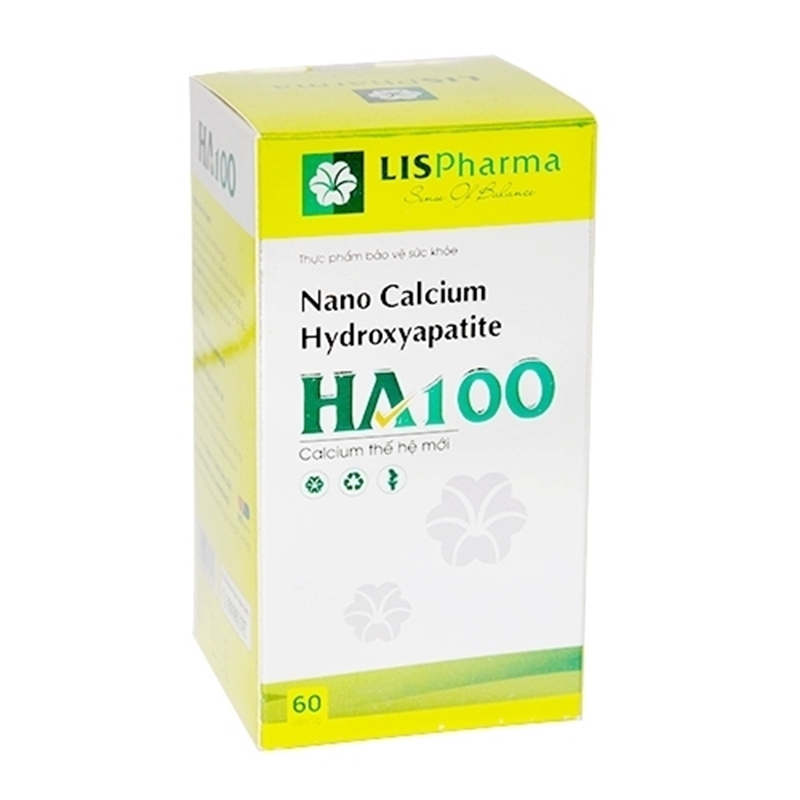 LISPharma
LISPharma
Sense Of Balance
HA100
Thực phẩm bảo vệ sức khỏe
Nano Calcium
Hydroxyapatite
HA100
Calcium thế hệ mới
60